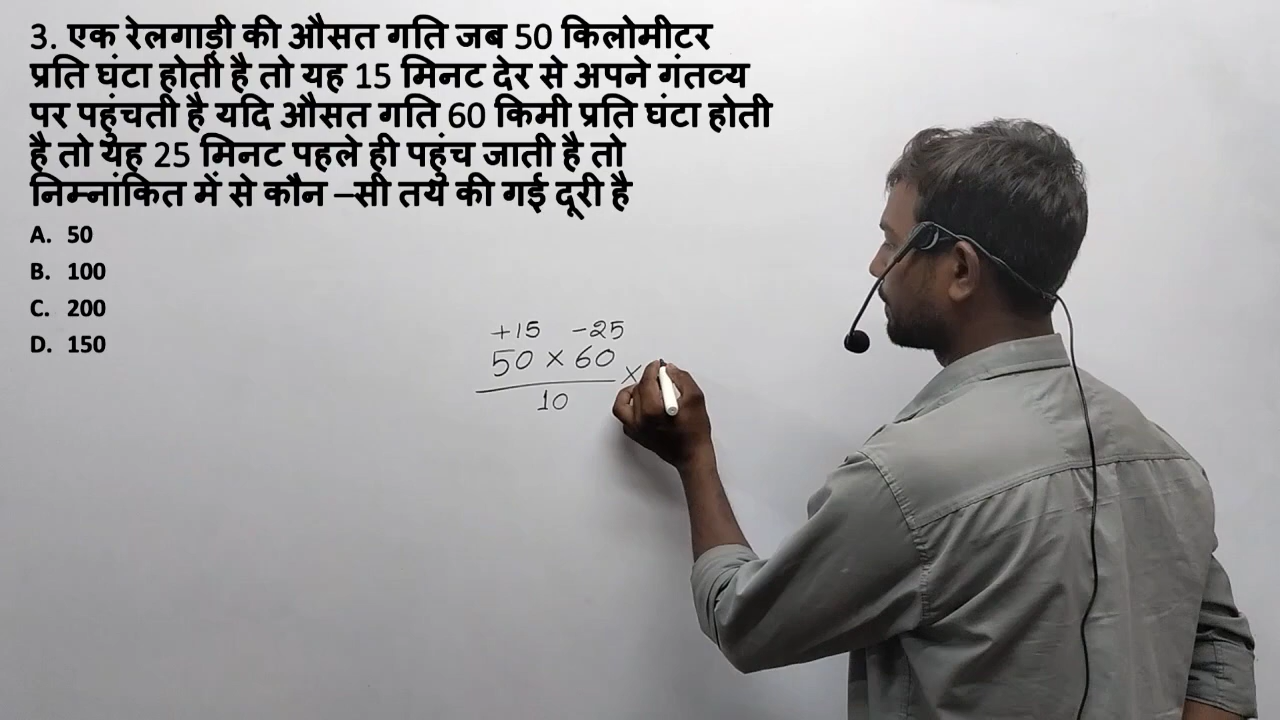 3. एक रेलगाड़ी की औसत गति जब 50 किलोमीटर
प्रति घंटा होती है तो यह 15 मिनट देर से अपने गंतव्य
पर पहुंचती है यदि औसत गति 60 किमी प्रति घंटा होती
है तो यह 25 मिनट पहले ही पहुंच जाती है तो
निम्नांकित में से कौन –सी तय की गई दूरी है
A. 50
B. 100
C. 200
D. 150
+15 -25
50 × 60 ×
10